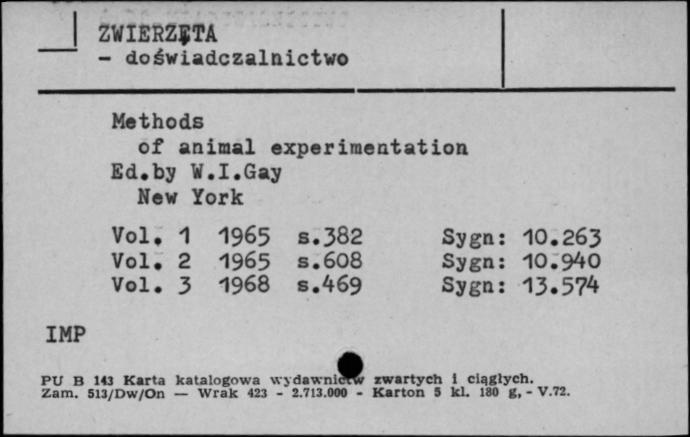 ZWIERZĘTA
- doświadczalnictwo
Methods
of animal experimentation
Ed.by W.I.Gay
New York
Vol. 1 1965 s.382 Sygn: 10.263
Vol. 2 1965 s.608 Sygn: 10.940
Vol. 3 1968 s.469 Sygn: 13.574
IMP
PU B 143 Karta katalogowa wydawnictw zwartych i ciągłych.
Zam. 513/Dw/On — Wrak 423 - 2.713.000 - Karton 5 kl. 180 g, - V.72.